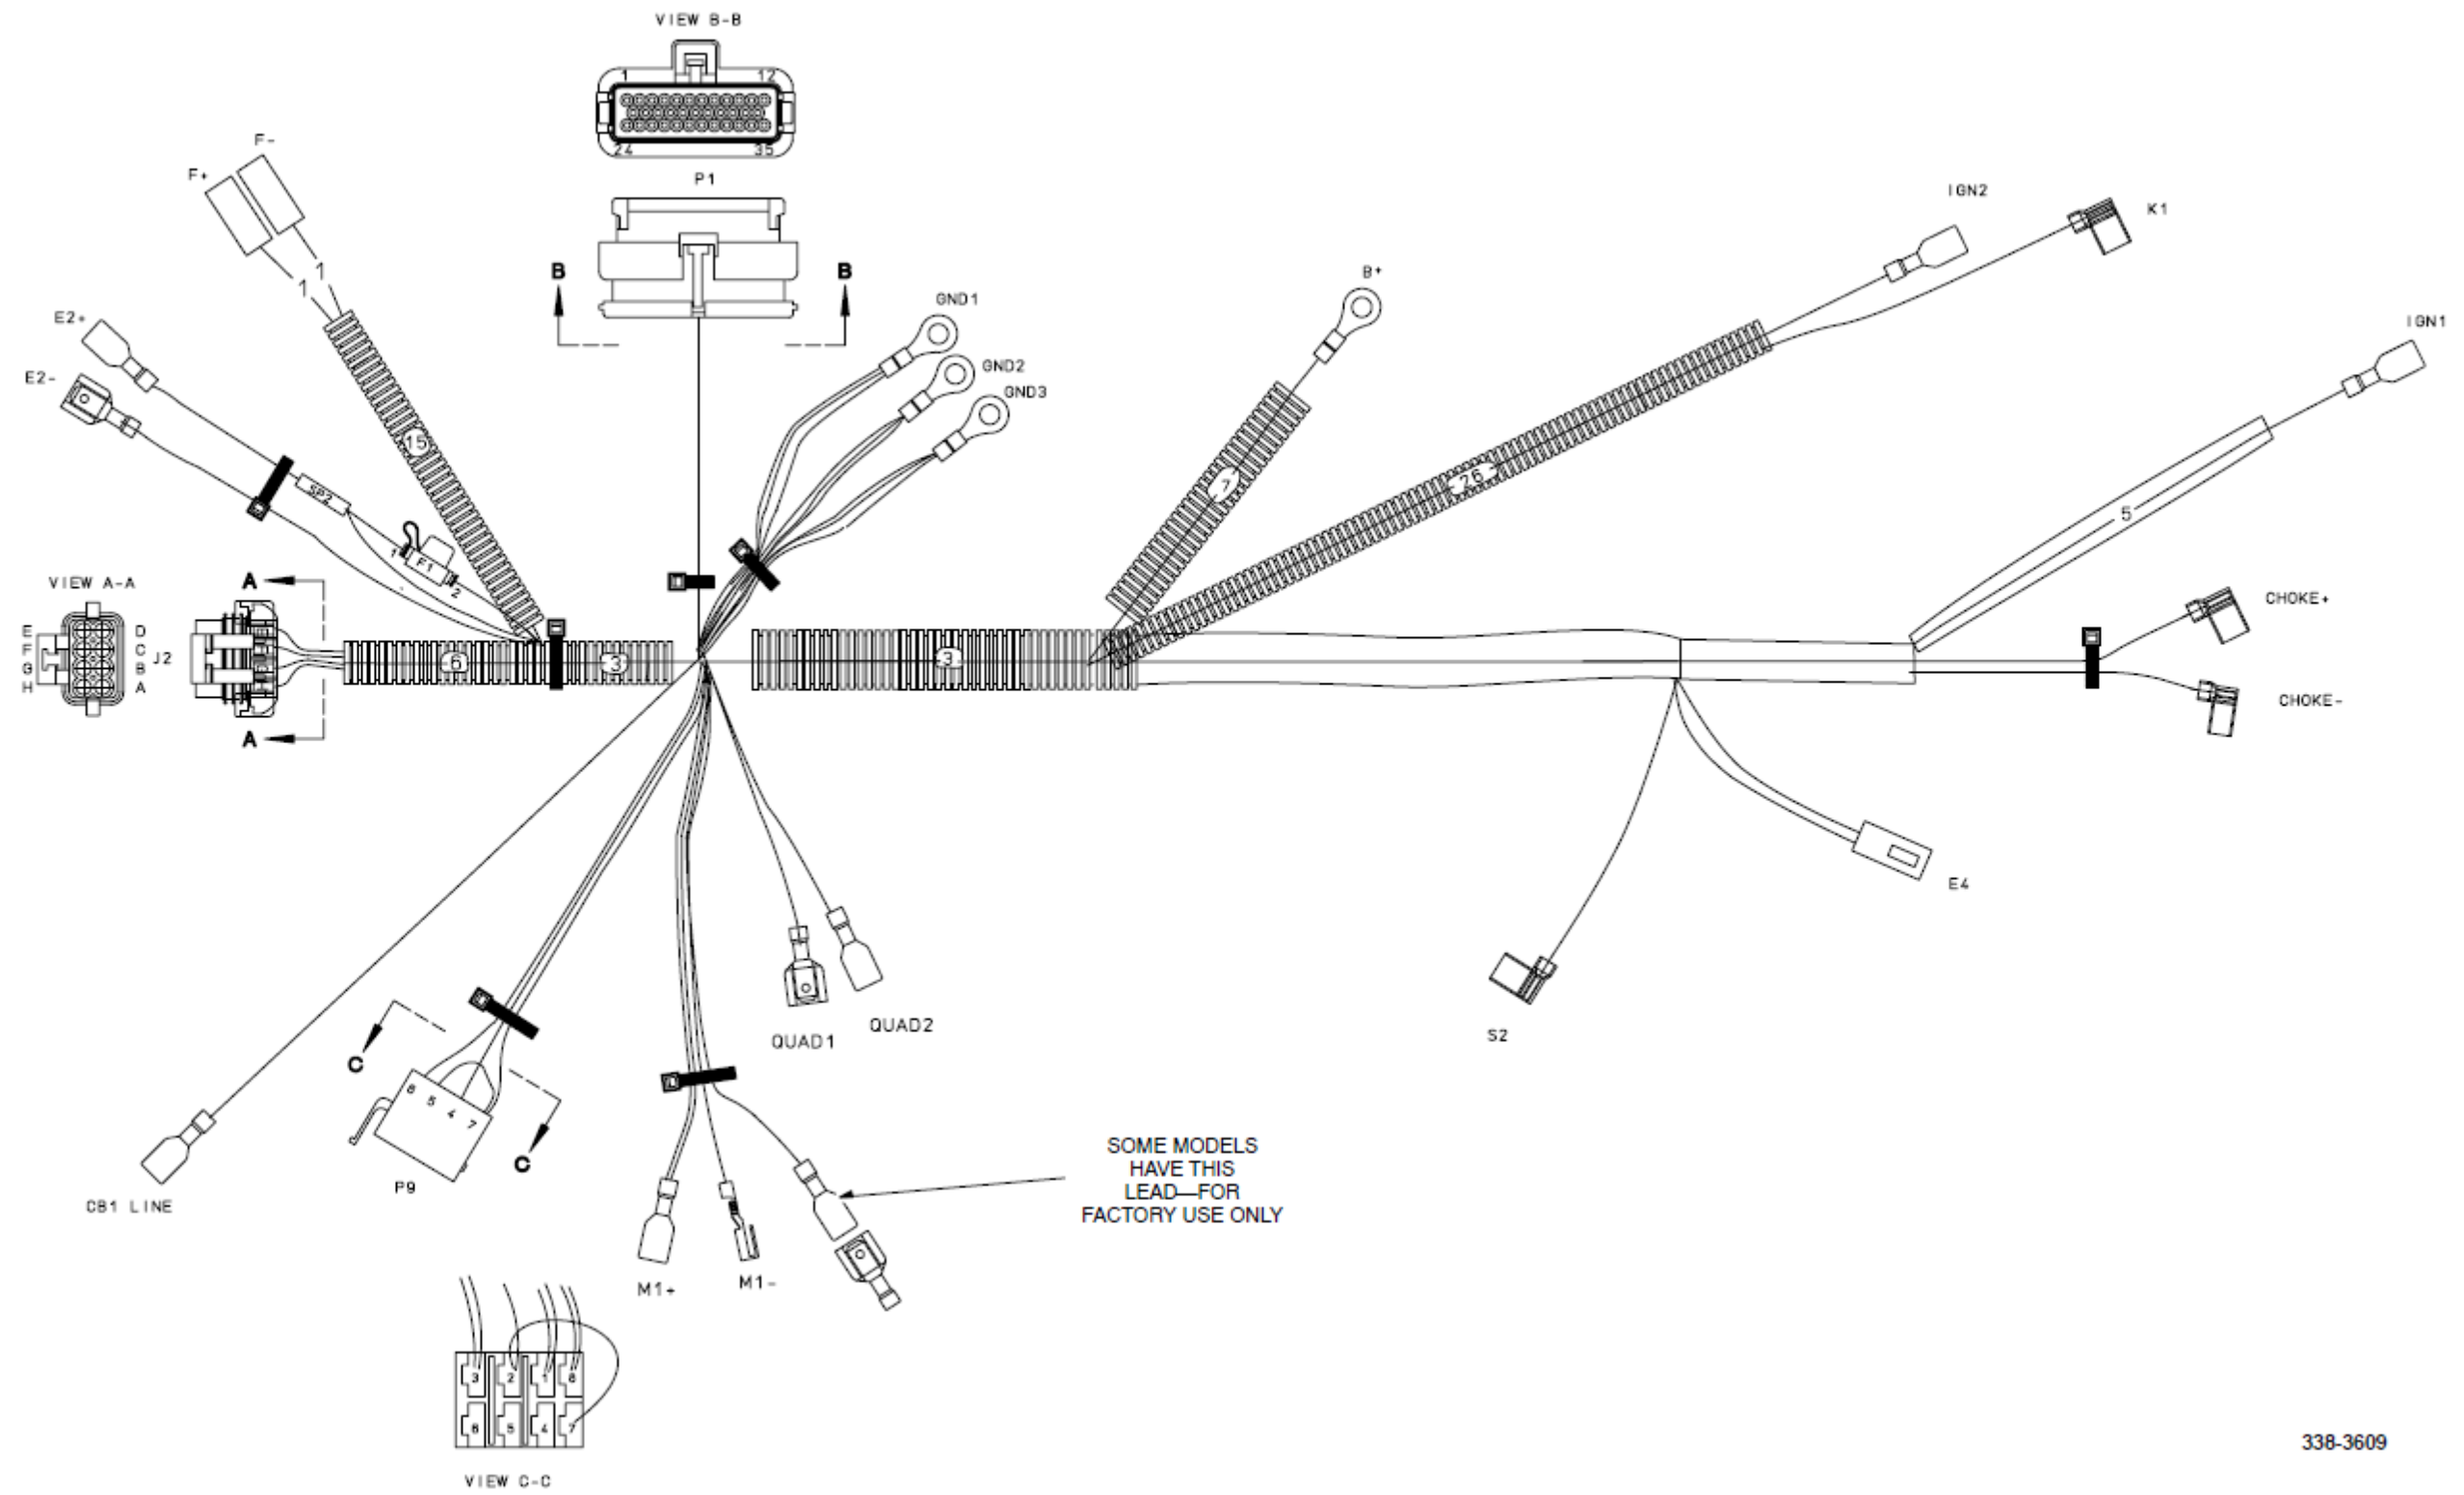 VIEW B-B
1 12
24 35
P1
F-
F+
1
1
B B
GND1
GND2
GND3
B+
IGN2
K1
IGN1
E2+
E2-
15
SP2
1 F1 2
7
26
5
VIEW A-A
A
E D
F C
G B
H A
J2
A
6 3
3
CHOKE+
CHOKE-
E4
S2
QUAD1
QUAD2
C
C
5 4 7
P9
CB1 LINE
M1+
M1-
SOME MODELS
HAVE THIS
LEAD—FOR
FACTORY USE ONLY
3 2 1 8
6 5 4 7
VIEW C-C
338-3609